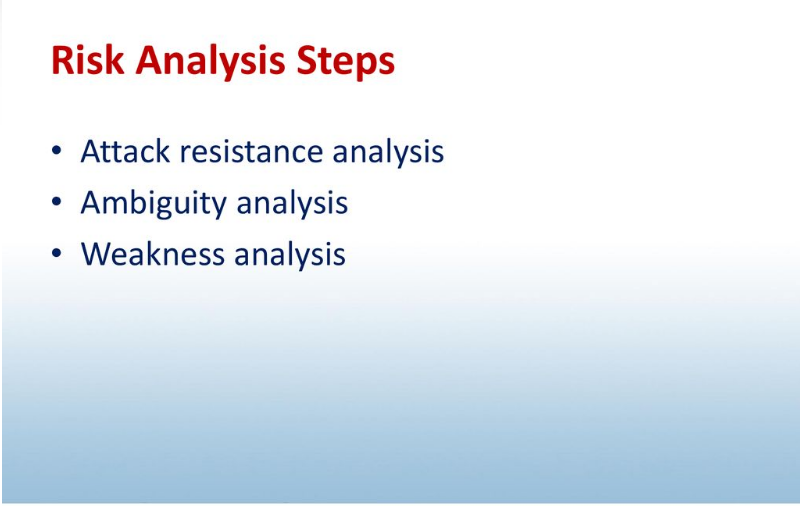 Risk Analysis Steps
• Attack resistance analysis
• Ambiguity analysis
• Weakness analysis